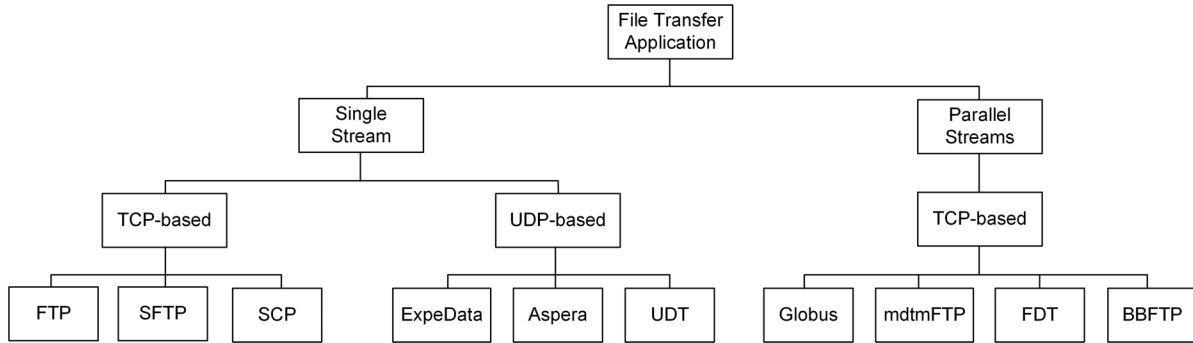 File Transfer
Application
Single
Stream
Parallel
Streams
TCP-based
UDP-based
TCP-based
FTP
SFTP
SCP
ExpeData
Aspera
UDT
Globus
mdtmFTP
FDT
BBFTP